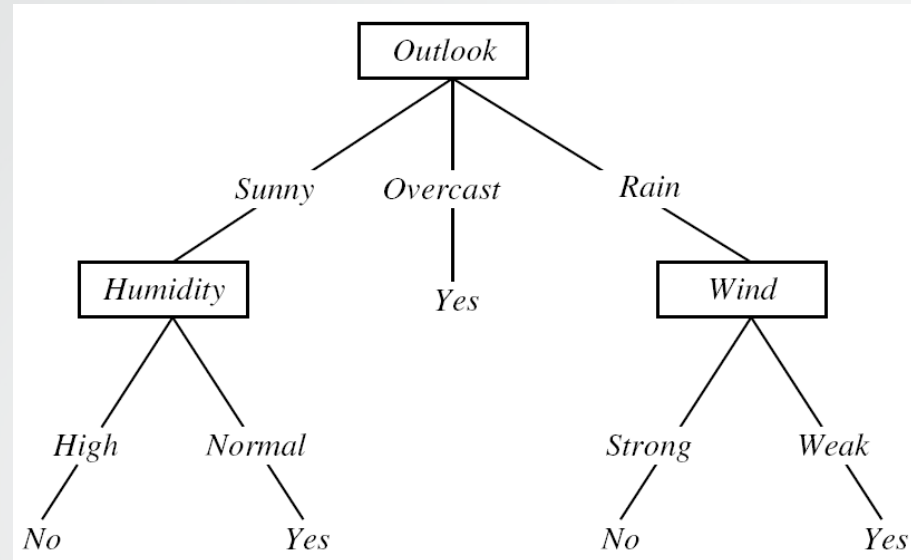 Outlook
Sunny Overcast Rain
Humidity Yes Wind
High Normal Strong Weak
No Yes No Yes